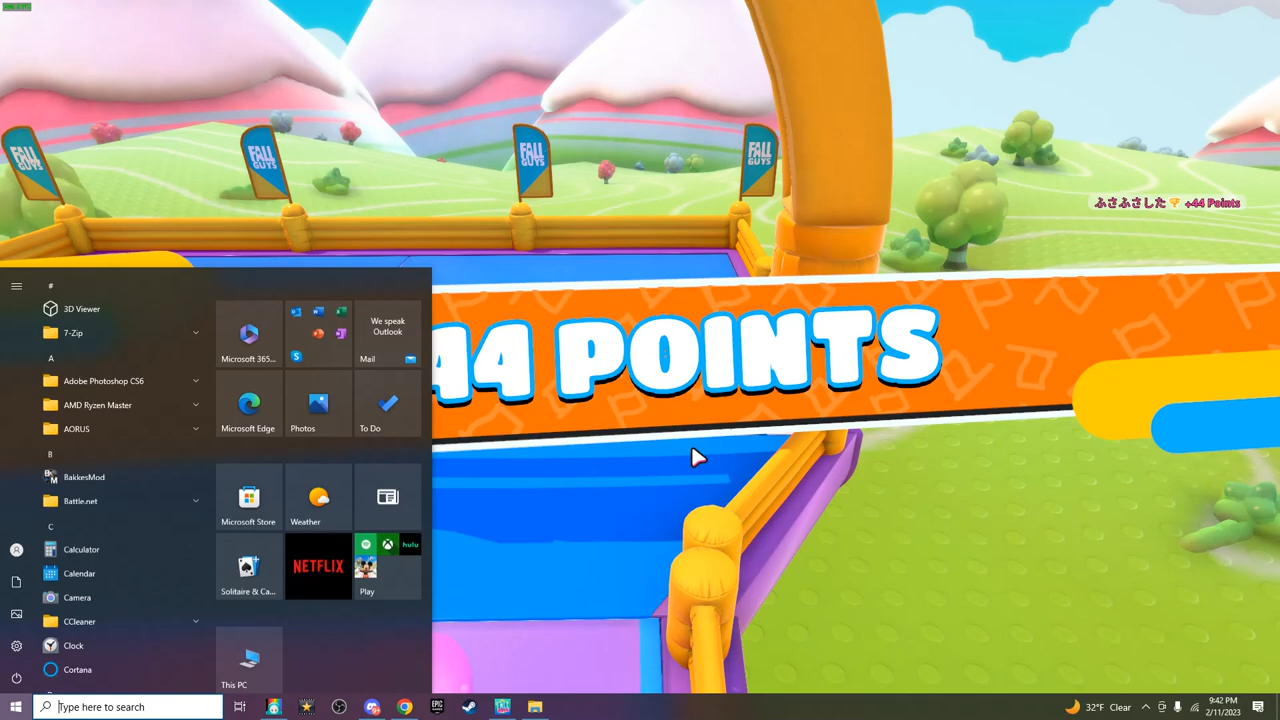 FALL GUYS
FALL GUYS
FALL GUYS
FALL GUYS
ふさふさした +44 Points
44 POINTS
#
3D Viewer
7-Zip
A
Adobe Photoshop CS6
AMD Ryzen Master
AORUS
B
BakkesMod
Battle.net
C
Calculator
Calendar
Camera
CCleaner
Clock
Cortana
Microsoft 365...
We speak Outlook
Mail
Microsoft Edge
Photos
To Do
Microsoft Store
Weather
Solitaire & Ca...
NETFLIX
hulu
Play
This PC
Type here to search
EPIC
32°F Clear
9:42 PM
2/11/2023